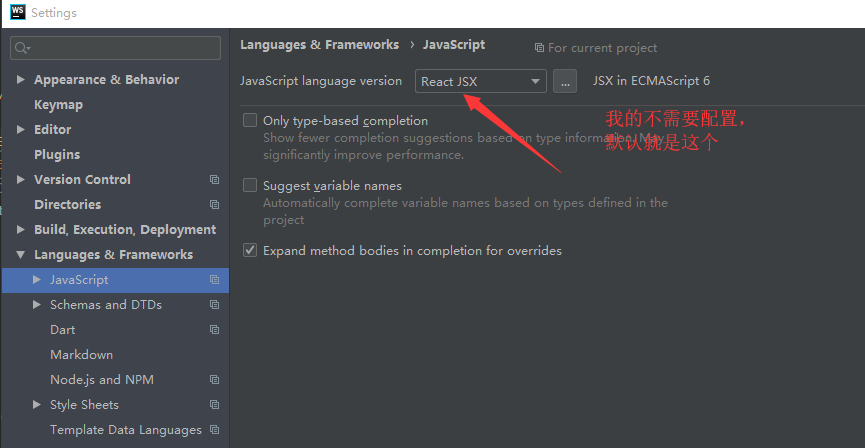 WS Settings
Languages & Frameworks › JavaScript For current project
JavaScript language version React JSX ... JSX in ECMAScript 6
Appearance & Behavior
Keymap
Editor
Plugins
Version Control
Directories
Build, Execution, Deployment
Languages & Frameworks
JavaScript
Schemas and DTDs
Dart
Markdown
Node.js and NPM
Style Sheets
Template Data Languages
Only type-based completion
Show fewer completion suggestions based on type information. May
significantly improve performance.
Suggest variable names
Automatically complete variable names based on types defined in the
project
Expand method bodies in completion for overrides
我的不需要配置，
默认就是这个